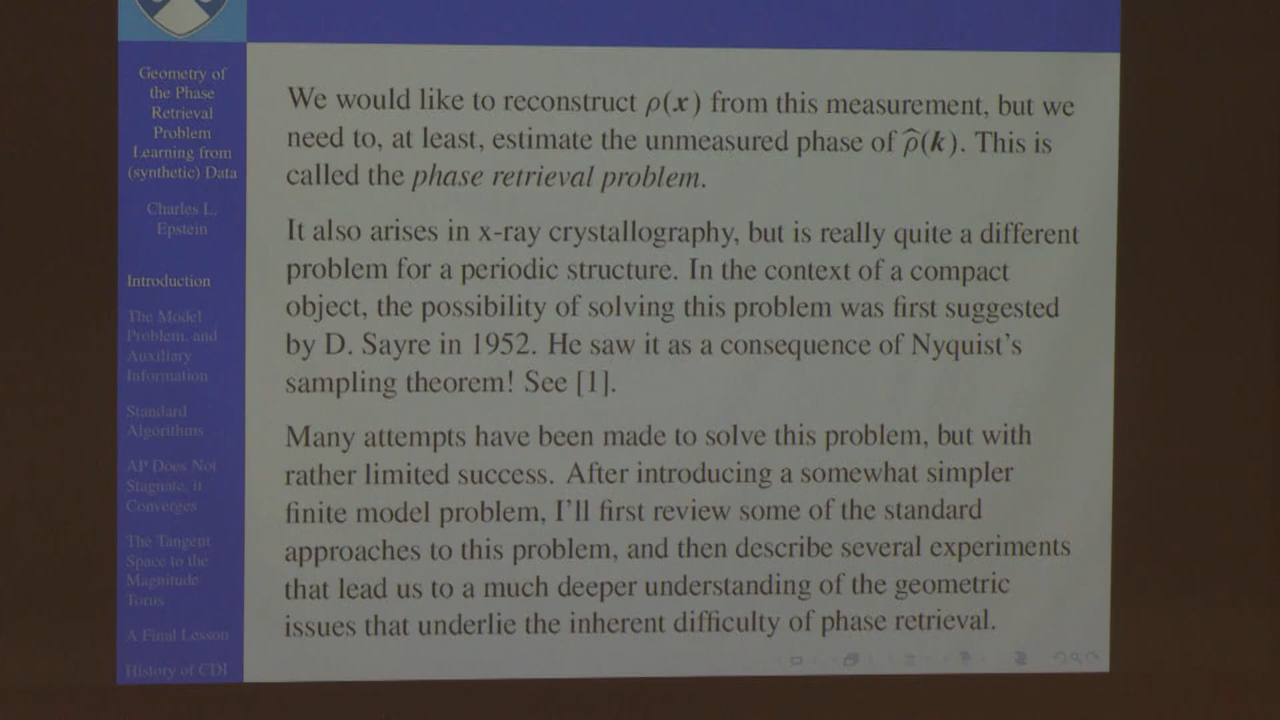 Geometry of
the Phase
Retrieval
Problem
Learning from
(synthetic) Data
Charles L.
Epstein
Introduction
The Model
Problem, and
Auxiliary
Information
Standard
Algorithms
AP Does Not
Stagnate, it
Converges
The Tangent
Space to the
Magnitude
Torus
A Final Lesson
History of CDI
We would like to reconstruct ρ(x) from this measurement, but we
need to, at least, estimate the unmeasured phase of ρ̂(k). This is
called the phase retrieval problem.
It also arises in x-ray crystallography, but is really quite a different
problem for a periodic structure. In the context of a compact
object, the possibility of solving this problem was first suggested
by D. Sayre in 1952. He saw it as a consequence of Nyquist's
sampling theorem! See [1].
Many attempts have been made to solve this problem, but with
rather limited success. After introducing a somewhat simpler
finite model problem, I'll first review some of the standard
approaches to this problem, and then describe several experiments
that lead us to a much deeper understanding of the geometric
issues that underlie the inherent difficulty of phase retrieval.